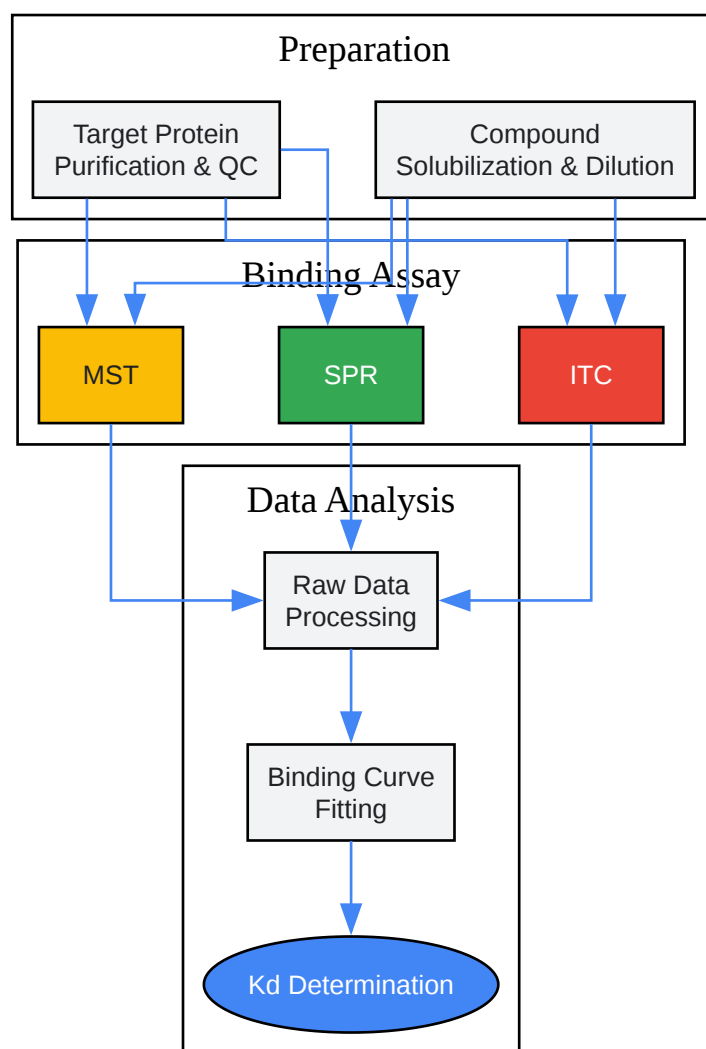 Preparation
Target Protein
Purification & QC
Compound
Solubilization & Dilution
Binding Assay
MST
SPR
ITC
Data Analysis
Raw Data
Processing
Binding Curve
Fitting
Kd Determination